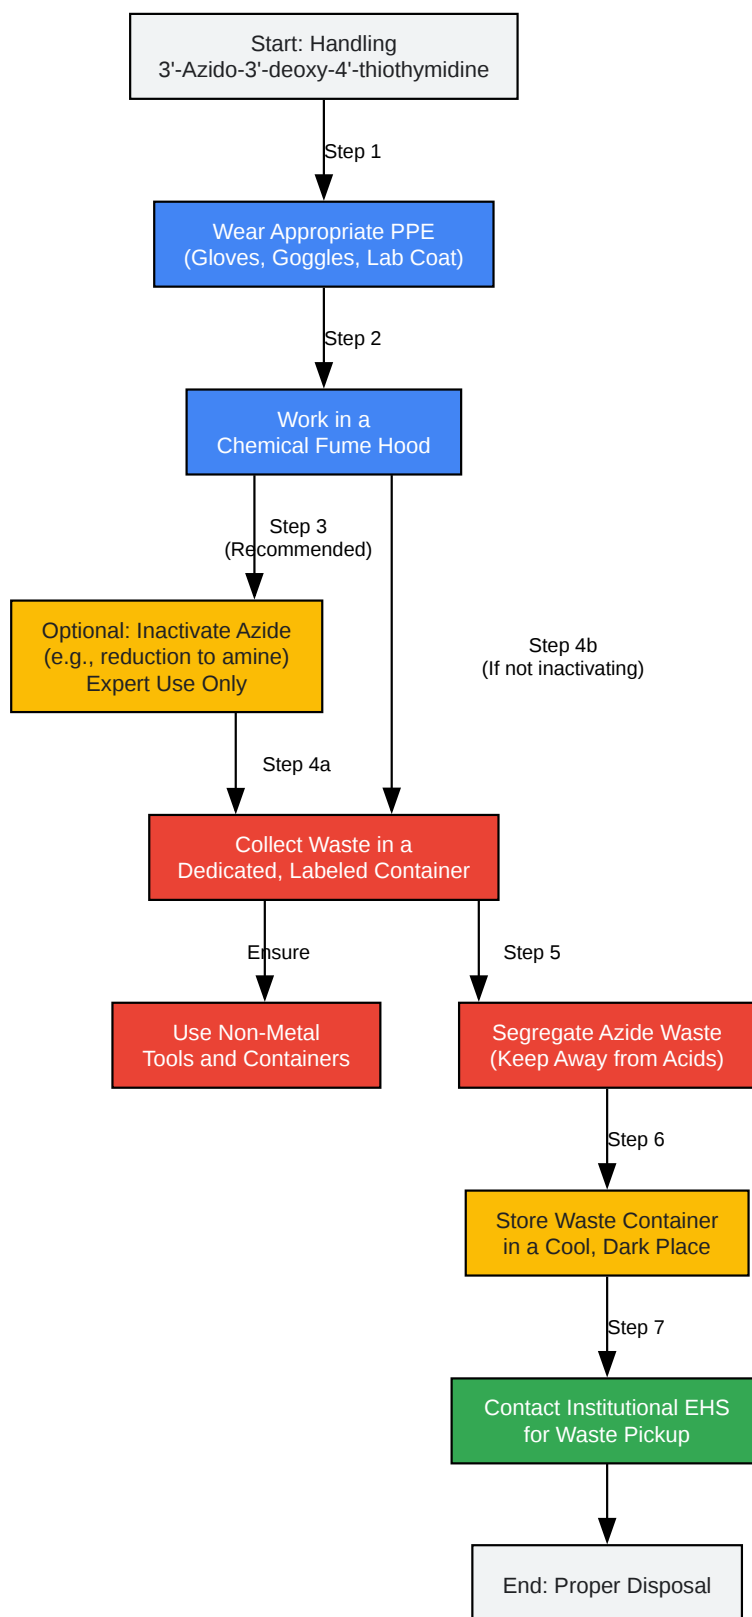 Start: Handling
3'-Azido-3'-deoxy-4'-thiothymidine
Step 1
Wear Appropriate PPE
(Gloves, Goggles, Lab Coat)
Step 2
Work in a
Chemical Fume Hood
Step 3
(Recommended)
Optional: Inactivate Azide
(e.g., reduction to amine)
Expert Use Only
Step 4b
(If not inactivating)
Step 4a
Collect Waste in a
Dedicated, Labeled Container
Ensure
Step 5
Use Non-Metal
Tools and Containers
Segregate Azide Waste
(Keep Away from Acids)
Step 6
Store Waste Container
in a Cool, Dark Place
Step 7
Contact Institutional EHS
for Waste Pickup
End: Proper Disposal